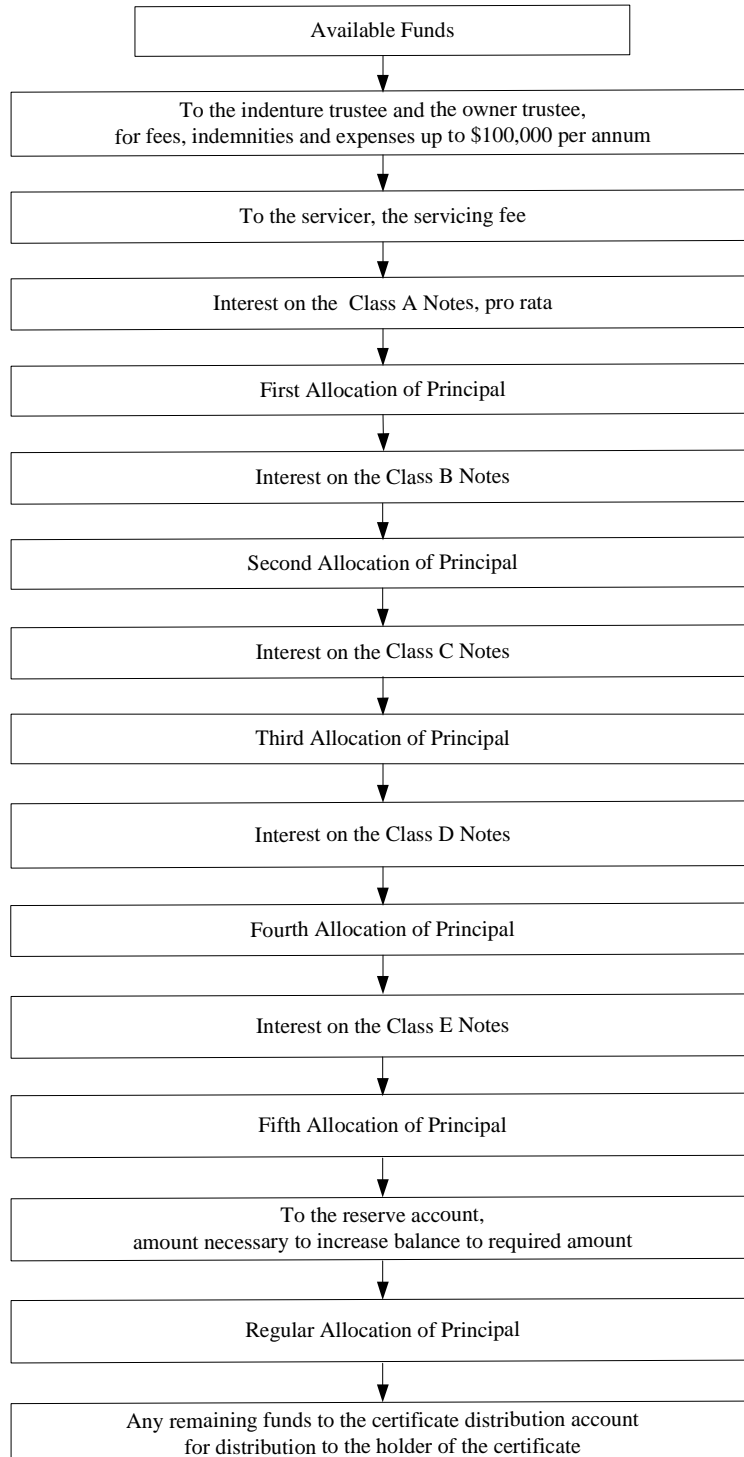 Available Funds
To the indenture trustee and the owner trustee,
for fees, indemnities and expenses up to $100,000 per annum
To the servicer, the servicing fee
Interest on the Class A Notes, pro rata
First Allocation of Principal
Interest on the Class B Notes
Second Allocation of Principal
Interest on the Class C Notes
Third Allocation of Principal
Interest on the Class D Notes
Fourth Allocation of Principal
Interest on the Class E Notes
Fifth Allocation of Principal
To the reserve account,
amount necessary to increase balance to required amount
Regular Allocation of Principal
Any remaining funds to the certificate distribution account
for distribution to the holder of the certificate